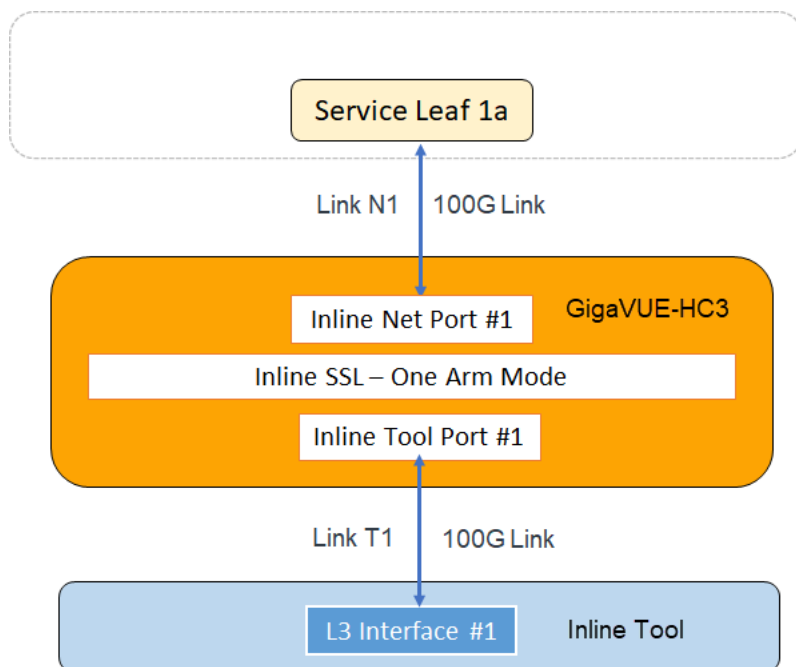 Service Leaf 1a
Link N1
100G Link
Inline Net Port #1
GigaVUE-HC3
Inline SSL – One Arm Mode
Inline Tool Port #1
Link T1
100G Link
L3 Interface #1
Inline Tool